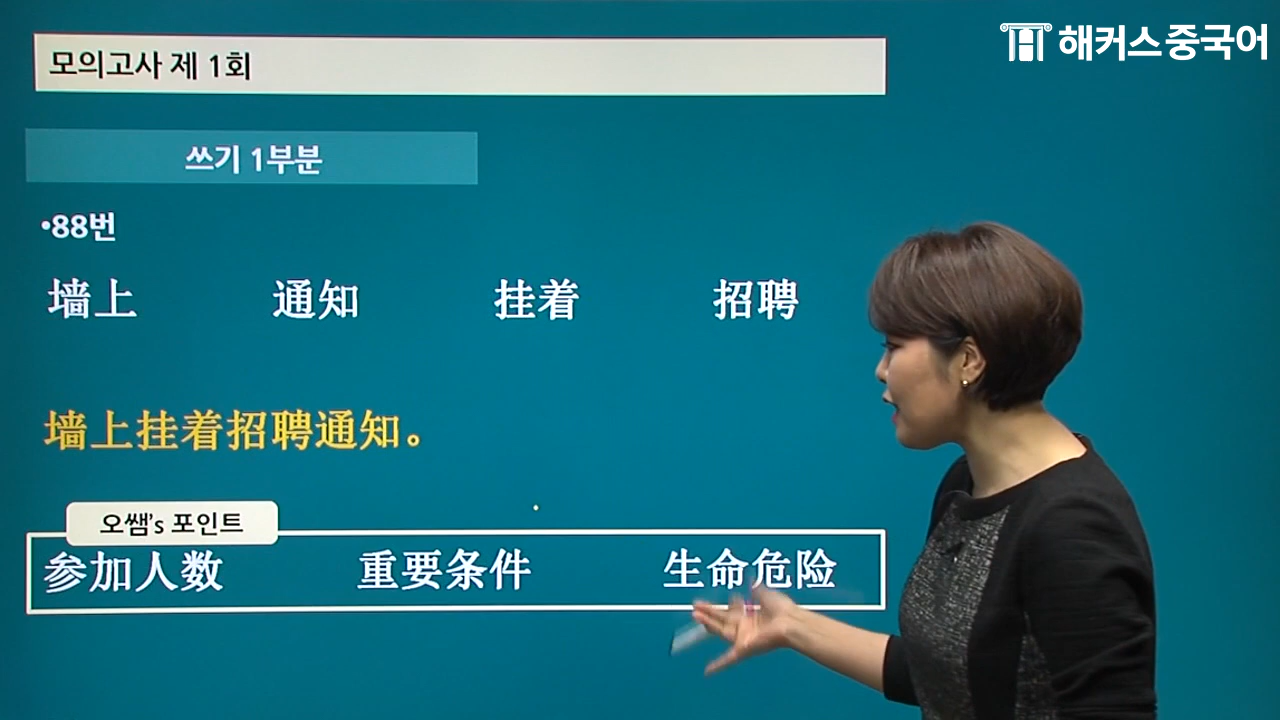 해커스중국어
모의고사 제 1회
쓰기 1부분
•88번
墙上 通知 挂着 招聘
墙上挂着招聘通知。
오쌤's 포인트
参加人数 重要条件 生命危险